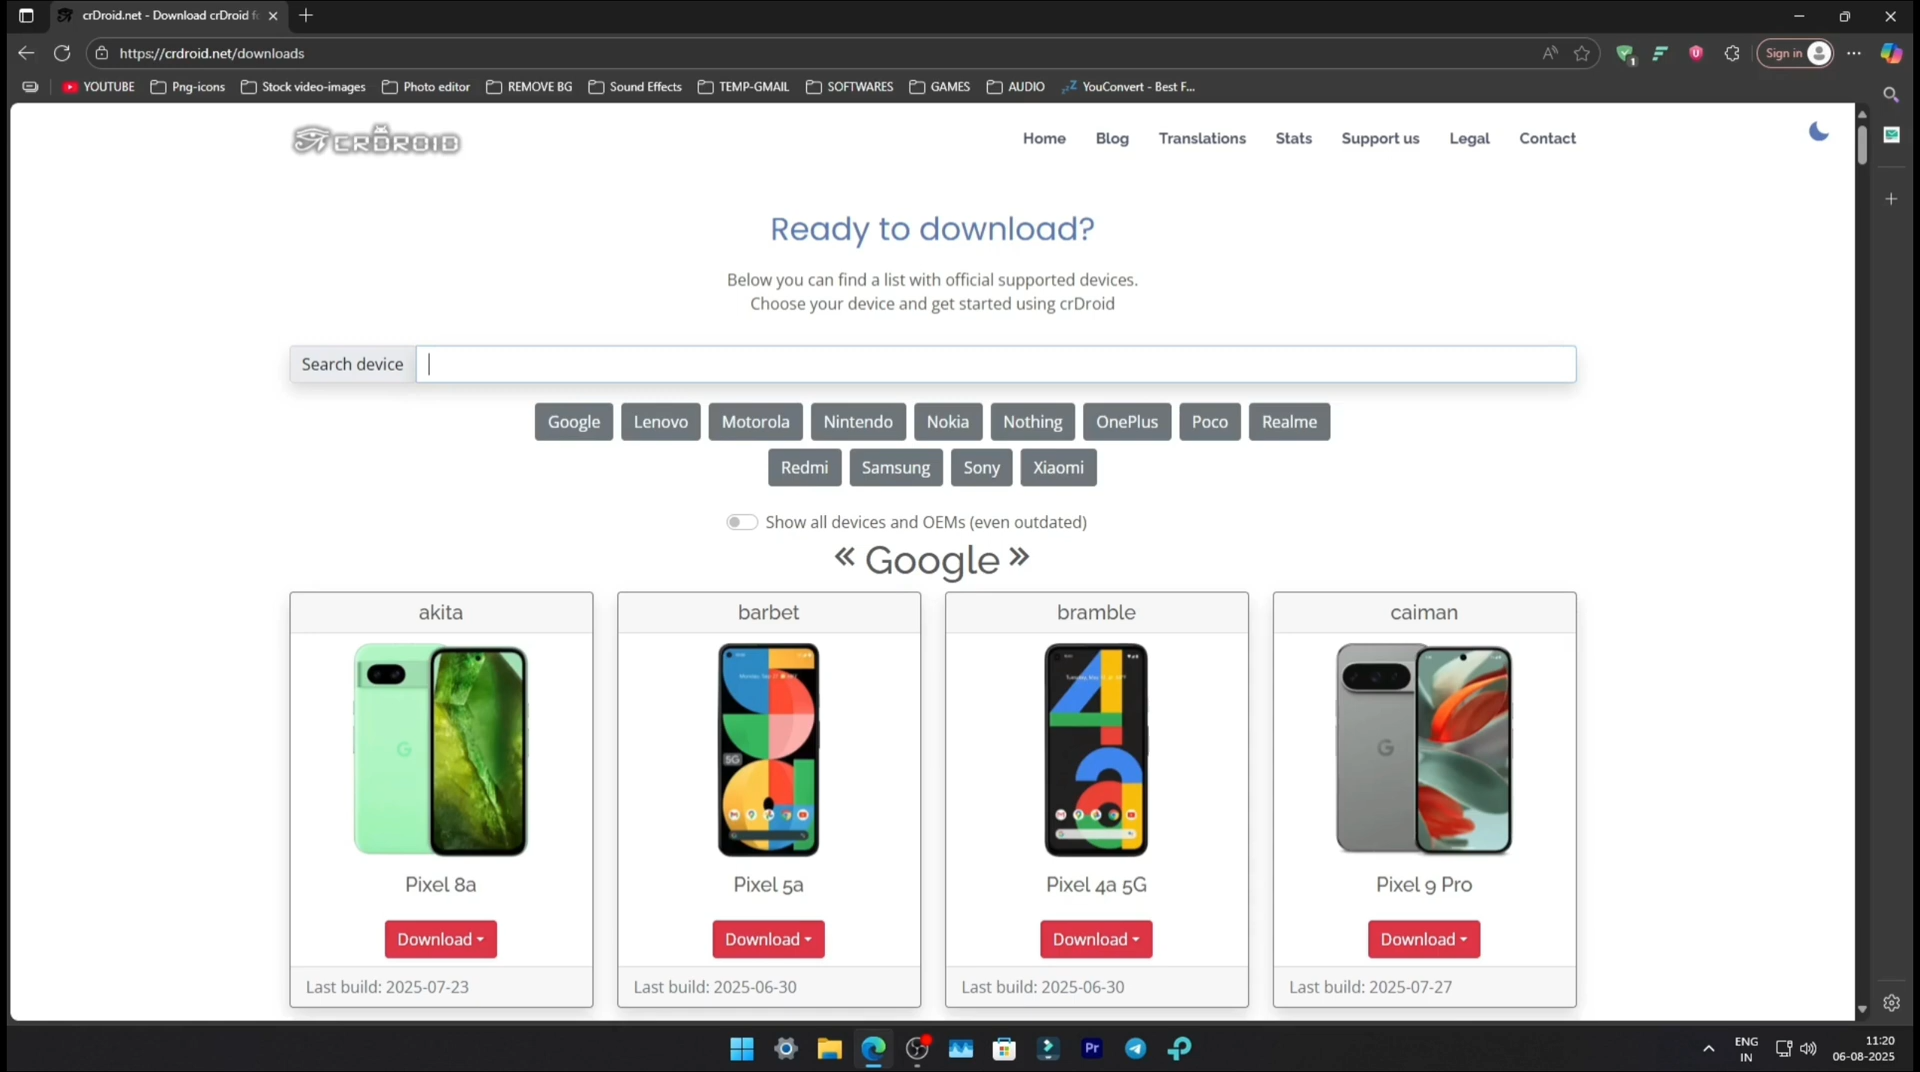 crDroid.net - Download crDroid f
https://crdroid.net/downloads
Sign in
YOUTUBE Png-icons Stock video-images Photo editor REMOVE BG Sound Effects TEMP-GMAIL SOFTWARES GAMES AUDIO YouConvert - Best F...
CRDROID
Home Blog Translations Stats Support us Legal Contact
Ready to download?
Below you can find a list with official supported devices.
Choose your device and get started using crDroid
Search device
Google Lenovo Motorola Nintendo Nokia Nothing OnePlus Poco Realme
Redmi Samsung Sony Xiaomi
Show all devices and OEMs (even outdated)
« Google »
akita barbet bramble caiman
5G
Pixel 8a Pixel 5a Pixel 4a 5G Pixel 9 Pro
Download Download Download Download
Last build: 2025-07-23 Last build: 2025-06-30 Last build: 2025-06-30 Last build: 2025-07-27
Pr
ENG
IN
11:20
06-08-2025